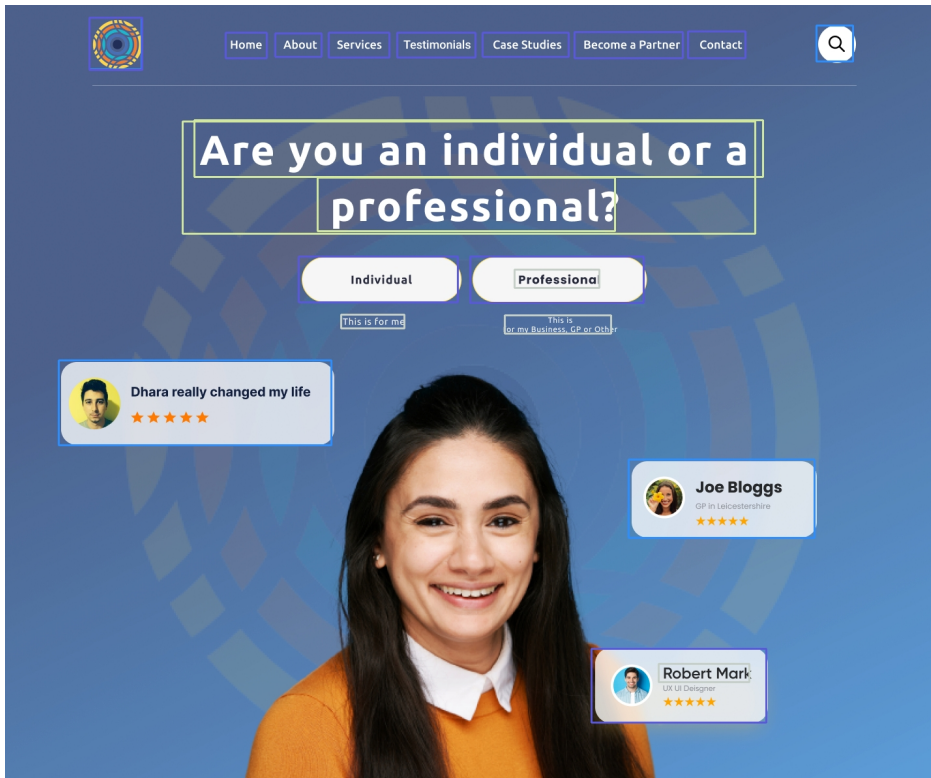 Home About Services Testimonials Case Studies Become a Partner Contact
Are you an individual or a
professional?
Individual Professional
This is for me
This is
or my Business, GP or Other
Dhara really changed my life
Joe Bloggs
GP in Leicestershire
Robert Mark
UX UI Deisgner